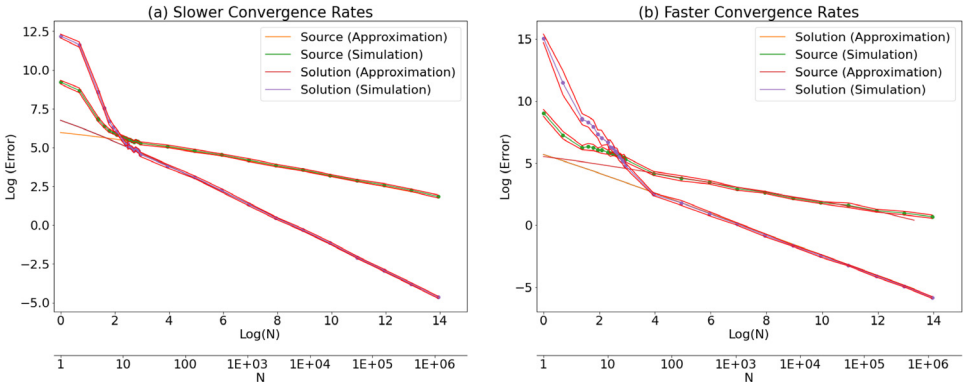 (a) Slower Convergence Rates
Source (Approximation)
Source (Simulation)
Solution (Approximation)
Solution (Simulation)
Log (Error)
12.5
10.0
7.5
5.0
2.5
0.0
−2.5
−5.0
0 2 4 6 8 10 12 14
Log(N)
1 10 100 1E+03 1E+04 1E+05 1E+06
N
(b) Faster Convergence Rates
Solution (Approximation)
Source (Simulation)
Source (Approximation)
Solution (Simulation)
Log (Error)
15
10
5
0
−5
0 2 4 6 8 10 12 14
Log(N)
1 10 100 1E+03 1E+04 1E+05 1E+06
N